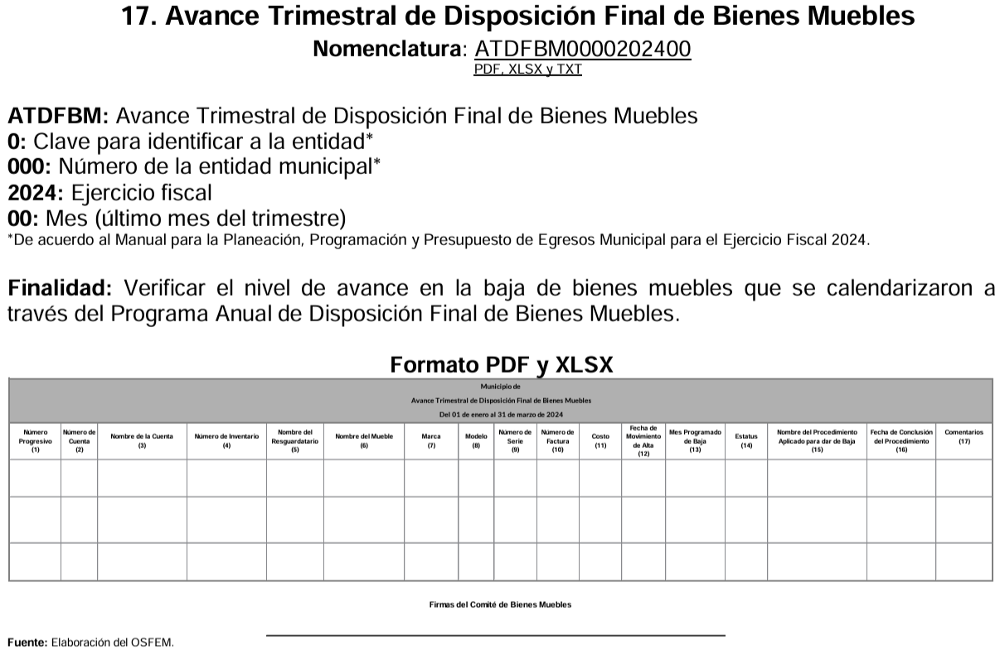 17. Avance Trimestral de Disposición Final de Bienes Muebles
Nomenclatura: ATDFBM0000202400
PDF, XLSX y TXT
ATDFBM: Avance Trimestral de Disposición Final de Bienes Muebles
0: Clave para identificar a la entidad*
000: Número de la entidad municipal*
2024: Ejercicio fiscal
00: Mes (último mes del trimestre)
*De acuerdo al Manual para la Planeación, Programación y Presupuesto de Egresos Municipal para el Ejercicio Fiscal 2024.
Finalidad: Verificar el nivel de avance en la baja de bienes muebles que se calendarizaron a
través del Programa Anual de Disposición Final de Bienes Muebles.
Formato PDF y XLSX
Municipio de
Avance Trimestral de Disposición Final de Bienes Muebles
Del 01 de enero al 31 de marzo de 2024
Número
Progresivo
(1)
Número de
Cuenta
(2)
Nombre de la Cuenta
(3)
Número de Inventario
(4)
Nombre del
Resguardatario
(5)
Nombre del Mueble
(6)
Marca
(7)
Modelo
(8)
Número de
Serie
(9)
Número de
Factura
(10)
Costo
(11)
Fecha de
Movimiento
de Alta
(12)
Mes Programado
de Baja
(13)
Estatus
(14)
Nombre del Procedimiento
Aplicado para dar de Baja
(15)
Fecha de Conclusión
del Procedimiento
(16)
Comentarios
(17)
Firmas del Comité de Bienes Muebles
Fuente: Elaboración del OSFEM.